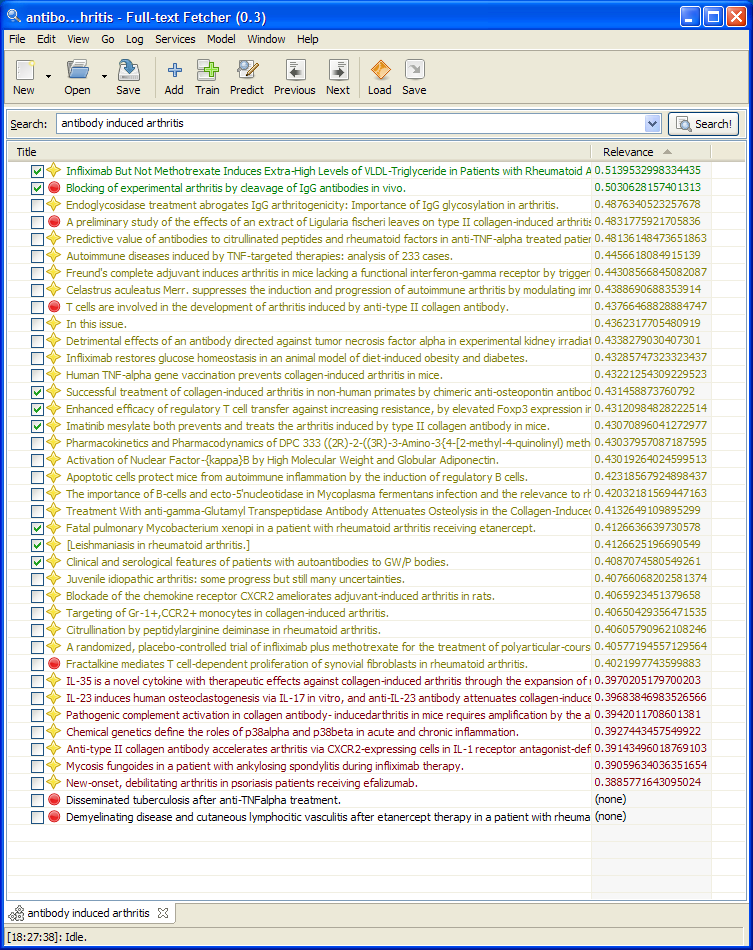 antibo...hritis - Full-text Fetcher (0.3)
File Edit View Go Log Services Model Window Help
New Open Save Add Train Predict Previous Next Load Save
Search: antibody induced arthritis Search!
Title Relevance
Infliximab But Not Methotrexate Induces Extra-High Levels of VLDL-Triglyceride in Patients with Rheumatoid A 0.5139532998334435
Blocking of experimental arthritis by cleavage of IgG antibodies in vivo. 0.5030628157401313
Endoglycosidase treatment abrogates IgG arthritogenicity: Importance of IgG glycosylation in arthritis. 0.4876340523257678
A preliminary study of the effects of an extract of Ligularia fischeri leaves on type II collagen-induced arthritis 0.4831775921705836
Predictive value of antibodies to citrullinated peptides and rheumatoid factors in anti-TNF-alpha treated patier 0.48136148473651863
Autoimmune diseases induced by TNF-targeted therapies: analysis of 233 cases. 0.4456618084915139
Freund's complete adjuvant induces arthritis in mice lacking a functional interferon-gamma receptor by trigger 0.44308566845082087
Celastrus aculeatus Merr. suppresses the induction and progression of autoimmune arthritis by modulating imr 0.4388690688353914
T cells are involved in the development of arthritis induced by anti-type II collagen antibody. 0.43766468828884747
In this issue. 0.4362317705480919
Detrimental effects of an antibody directed against tumor necrosis factor alpha in experimental kidney irradiat 0.4338279030407301
Infliximab restores glucose homeostasis in an animal model of diet-induced obesity and diabetes. 0.43285747323323437
Human TNF-alpha gene vaccination prevents collagen-induced arthritis in mice. 0.43221254309229523
Successful treatment of collagen-induced arthritis in non-human primates by chimeric anti-osteopontin antibod 0.431458873760792
Enhanced efficacy of regulatory T cell transfer against increasing resistance, by elevated Foxp3 expression in 0.43120984828222514
Imatinib mesylate both prevents and treats the arthritis induced by type II collagen antibody in mice. 0.43070896041272977
Pharmacokinetics and Pharmacodynamics of DPC 333 ((2R)-2-((3R)-3-Amino-3{4-[2-methyl-4-quinolinyl) meth 0.43037957087187595
Activation of Nuclear Factor-{kappa}B by High Molecular Weight and Globular Adiponectin. 0.43019264024599513
Apoptotic cells protect mice from autoimmune inflammation by the induction of regulatory B cells. 0.42318567924898437
The importance of B-cells and ecto-5'nucleotidase in Mycoplasma fermentans infection and the relevance to rh 0.42032181569447163
Treatment With anti-gamma-Glutamyl Transpeptidase Antibody Attenuates Osteolysis in the Collagen-Induced 0.4132649109895299
Fatal pulmonary Mycobacterium xenopi in a patient with rheumatoid arthritis receiving etanercept. 0.4126636639730578
[Leishmaniasis in rheumatoid arthritis.] 0.4126625196690549
Clinical and serological features of patients with autoantibodies to GW/P bodies. 0.4087074580549261
Juvenile idiopathic arthritis: some progress but still many uncertainties. 0.40766068202581374
Blockade of the chemokine receptor CXCR2 ameliorates adjuvant-induced arthritis in rats. 0.4065923451379658
Targeting of Gr-1+,CCR2+ monocytes in collagen-induced arthritis. 0.40650429356471535
Citrullination by peptidylarginine deiminase in rheumatoid arthritis. 0.40605790962108246
A randomized, placebo-controlled trial of infliximab plus methotrexate for the treatment of polyarticular-cours 0.40577194557129564
Fractalkine mediates T cell-dependent proliferation of synovial fibroblasts in rheumatoid arthritis. 0.4021997743599883
IL-35 is a novel cytokine with therapeutic effects against collagen-induced arthritis through the expansion of r 0.3970205179700203
IL-23 induces human osteoclastogenesis via IL-17 in vitro, and anti-IL-23 antibody attenuates collagen-induce 0.39683846983526566
Pathogenic complement activation in collagen antibody- inducedarthritis in mice requires amplification by the a 0.3942011708601381
Chemical genetics define the roles of p38alpha and p38beta in acute and chronic inflammation. 0.3927443457549922
Anti-type II collagen antibody accelerates arthritis via CXCR2-expressing cells in IL-1 receptor antagonist-def 0.39143496018769103
Mycosis fungoides in a patient with ankylosing spondylitis during infliximab therapy. 0.39059634036351654
New-onset, debilitating arthritis in psoriasis patients receiving efalizumab. 0.3885771643095024
Disseminated tuberculosis after anti-TNFalpha treatment. (none)
Demyelinating disease and cutaneous lymphocytic vasculitis after etanercept therapy in a patient with rheuma (none)
antibody induced arthritis
[18:27:38]: Idle.